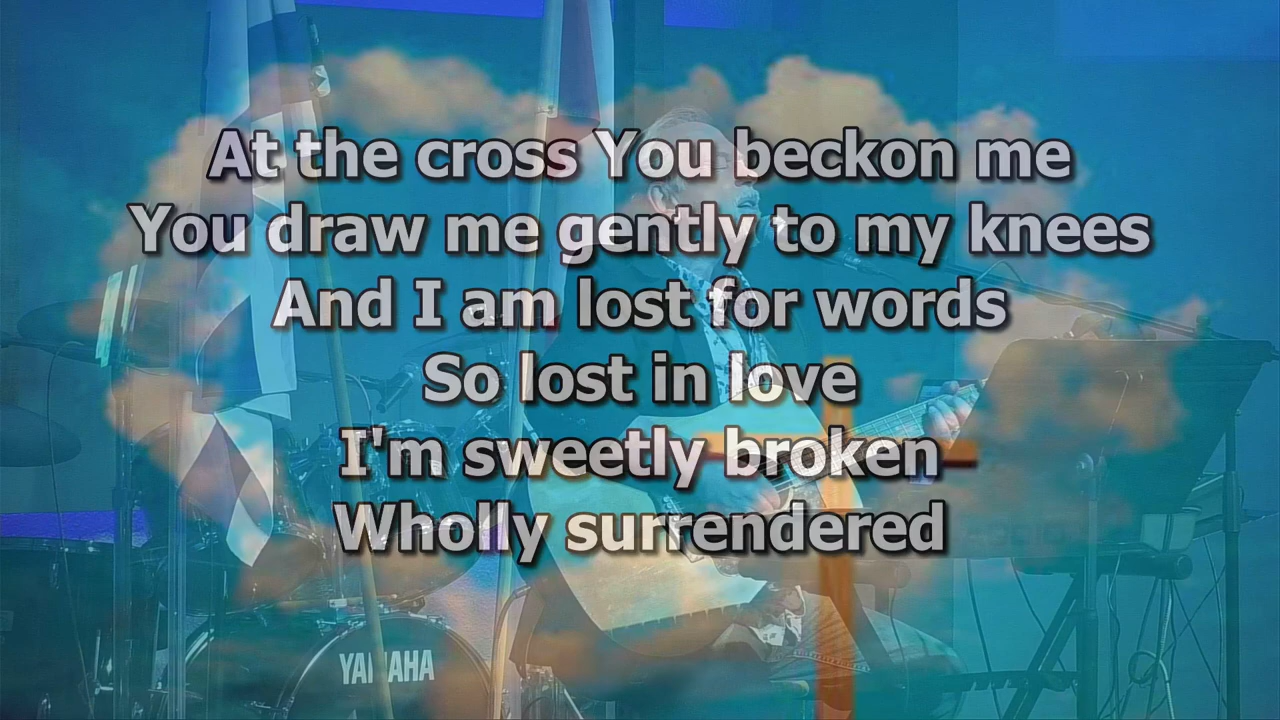 At the cross You beckon me
You draw me gently to my knees
And I am lost for words
So lost in love
I'm sweetly broken
Wholly surrendered
YAMAHA